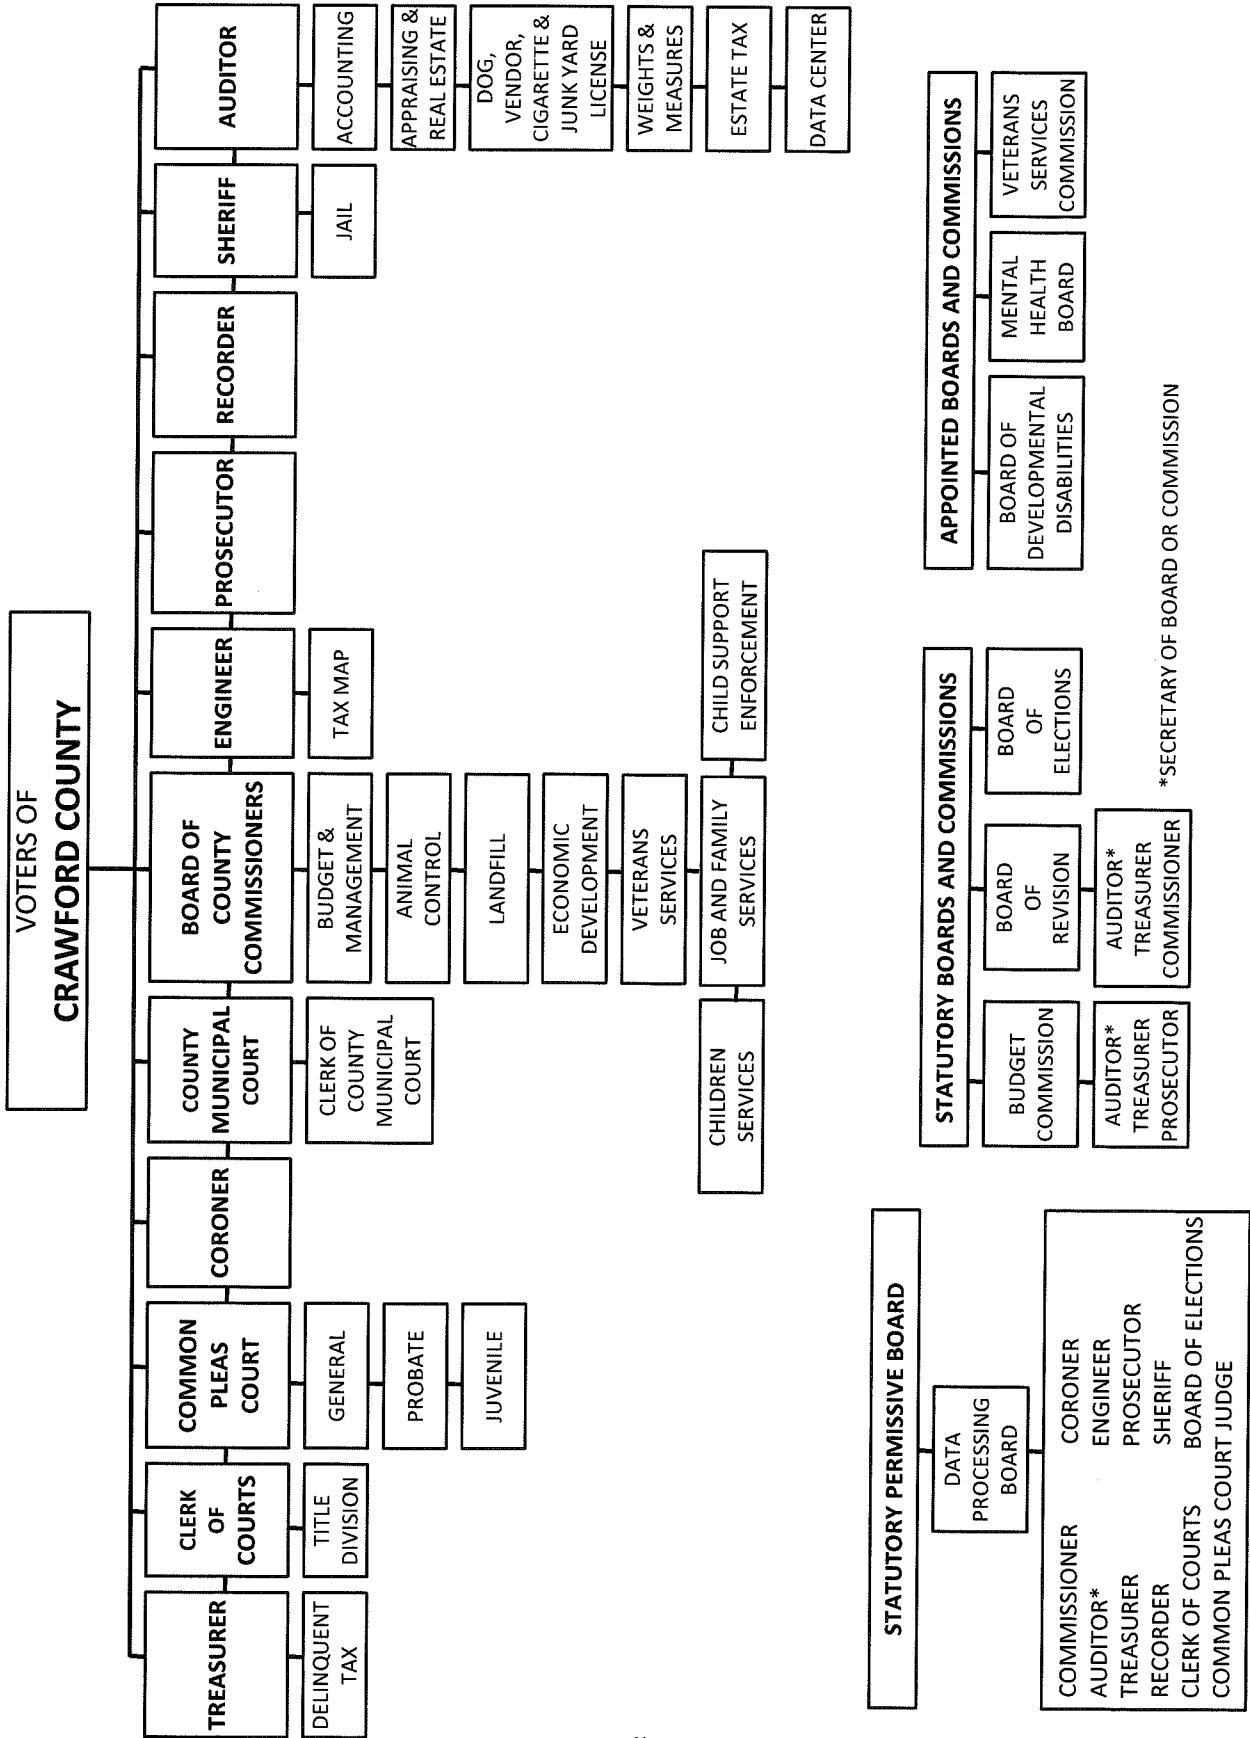 VOTERS OF
CRAWFORD COUNTY
TREASURER
DELINQUENT
TAX
CLERK
OF
COURTS
TITLE
DIVISION
COMMON
PLEAS
COURT
GENERAL
PROBATE
JUVENILE
CORONER
COUNTY
MUNICIPAL
COURT
CLERK OF
COUNTY
MUNICIPAL
COURT
BOARD OF
COUNTY
COMMISSIONERS
BUDGET &
MANAGEMENT
ANIMAL
CONTROL
LANDFILL
ECONOMIC
DEVELOPMENT
VETERANS
SERVICES
CHILDREN
SERVICES
JOB AND FAMILY
SERVICES
CHILD SUPPORT
ENFORCEMENT
ENGINEER
TAX MAP
PROSECUTOR
RECORDER
SHERIFF
JAIL
AUDITOR
ACCOUNTING
APPRAISING &
REAL ESTATE
DOG,
VENDOR,
CIGARETTE &
JUNK YARD
LICENSE
WEIGHTS &
MEASURES
ESTATE TAX
DATA CENTER
STATUTORY PERMISSIVE BOARD
DATA
PROCESSING
BOARD
COMMISSIONER CORONER
AUDITOR* ENGINEER
TREASURER PROSECUTOR
RECORDER SHERIFF
CLERK OF COURTS BOARD OF ELECTIONS
COMMON PLEAS COURT JUDGE
STATUTORY BOARDS AND COMMISSIONS
BUDGET
COMMISSION
AUDITOR*
TREASURER
PROSECUTOR
BOARD
OF
REVISION
AUDITOR*
TREASURER
COMMISSIONER
BOARD
OF
ELECTIONS
APPOINTED BOARDS AND COMMISSIONS
BOARD OF
DEVELOPMENTAL
DISABILITIES
MENTAL
HEALTH
BOARD
VETERANS
SERVICES
COMMISSION
*SECRETARY OF BOARD OR COMMISSION